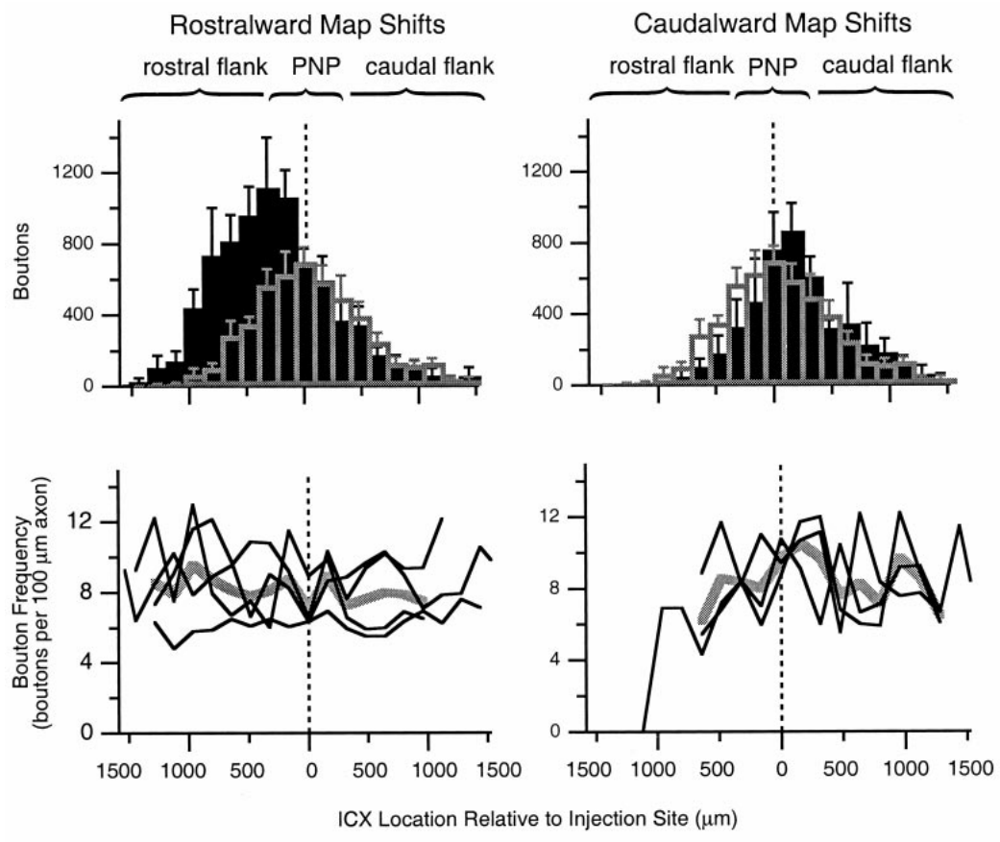 Rostralward Map Shifts
Caudalward Map Shifts
rostral flank PNP caudal flank
rostral flank PNP caudal flank
Boutons
1200
800
400
0
1200
800
400
0
Bouton Frequency
(boutons per 100 μm axon)
12
8
4
0
12
8
4
0
1500 1000 500 0 500 1000 1500
1500 1000 500 0 500 1000 1500
ICX Location Relative to Injection Site (μm)